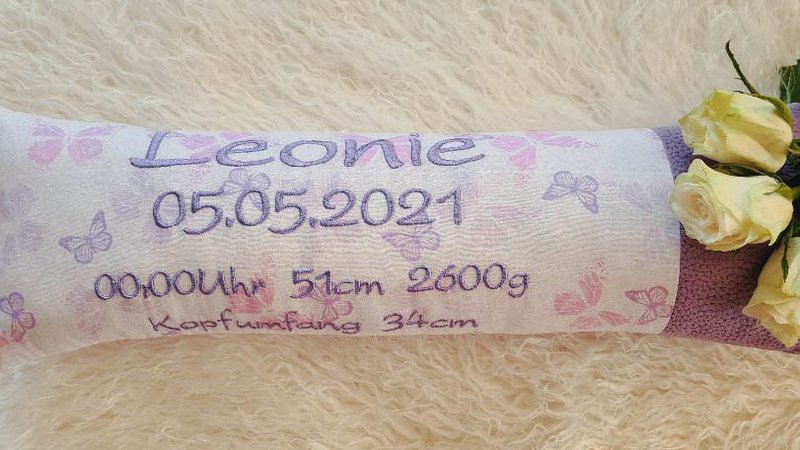 Leonie
05.05.2021
00:00Uhr 51cm 2600g
Kopfumfang 34cm